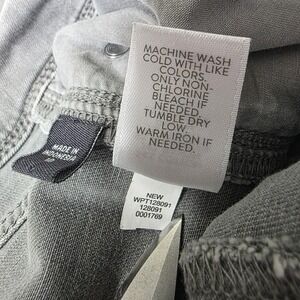 MACHINE WASH
COLD WITH LIKE
COLORS.
ONLY NON-
CHLORINE
BLEACH IF
NEEDED.
TUMBLE DRY
LOW.
WARM IRON IF
NEEDED.
MADE IN
INDONESIA
NEW
WPT128091
128091
0001769